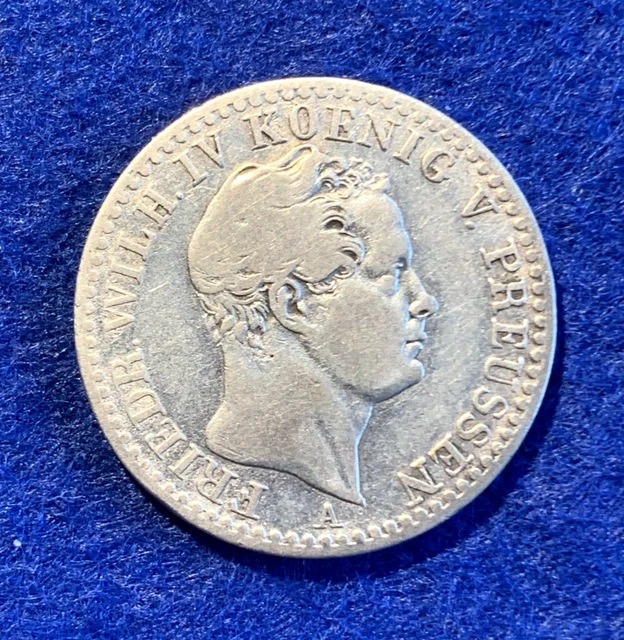 FRIEDR. WILH. IV KOENIG V. PREUSSEN
A